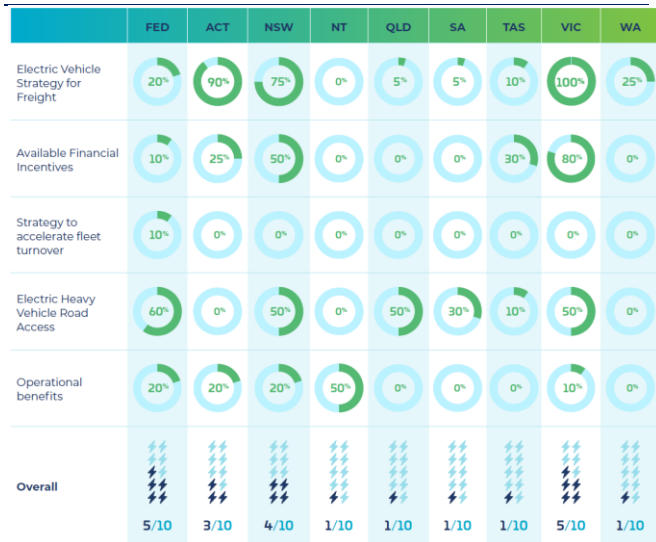 FED ACT NSW NT QLD SA TAS VIC WA
Electric Vehicle
Strategy for
Freight
20% 90% 75% 0% 5% 5% 10% 100% 25%
Available Financial
Incentives
10% 25% 50% 0% 0% 0% 30% 80% 0%
Strategy to
accelerate fleet
turnover
10% 0% 0% 0% 0% 0% 0% 0% 0%
Electric Heavy
Vehicle Road
Access
60% 0% 50% 0% 50% 30% 10% 50% 0%
Operational
benefits
20% 20% 20% 50% 0% 0% 0% 10% 0%
Overall
5/10 3/10 4/10 1/10 1/10 1/10 1/10 5/10 1/10